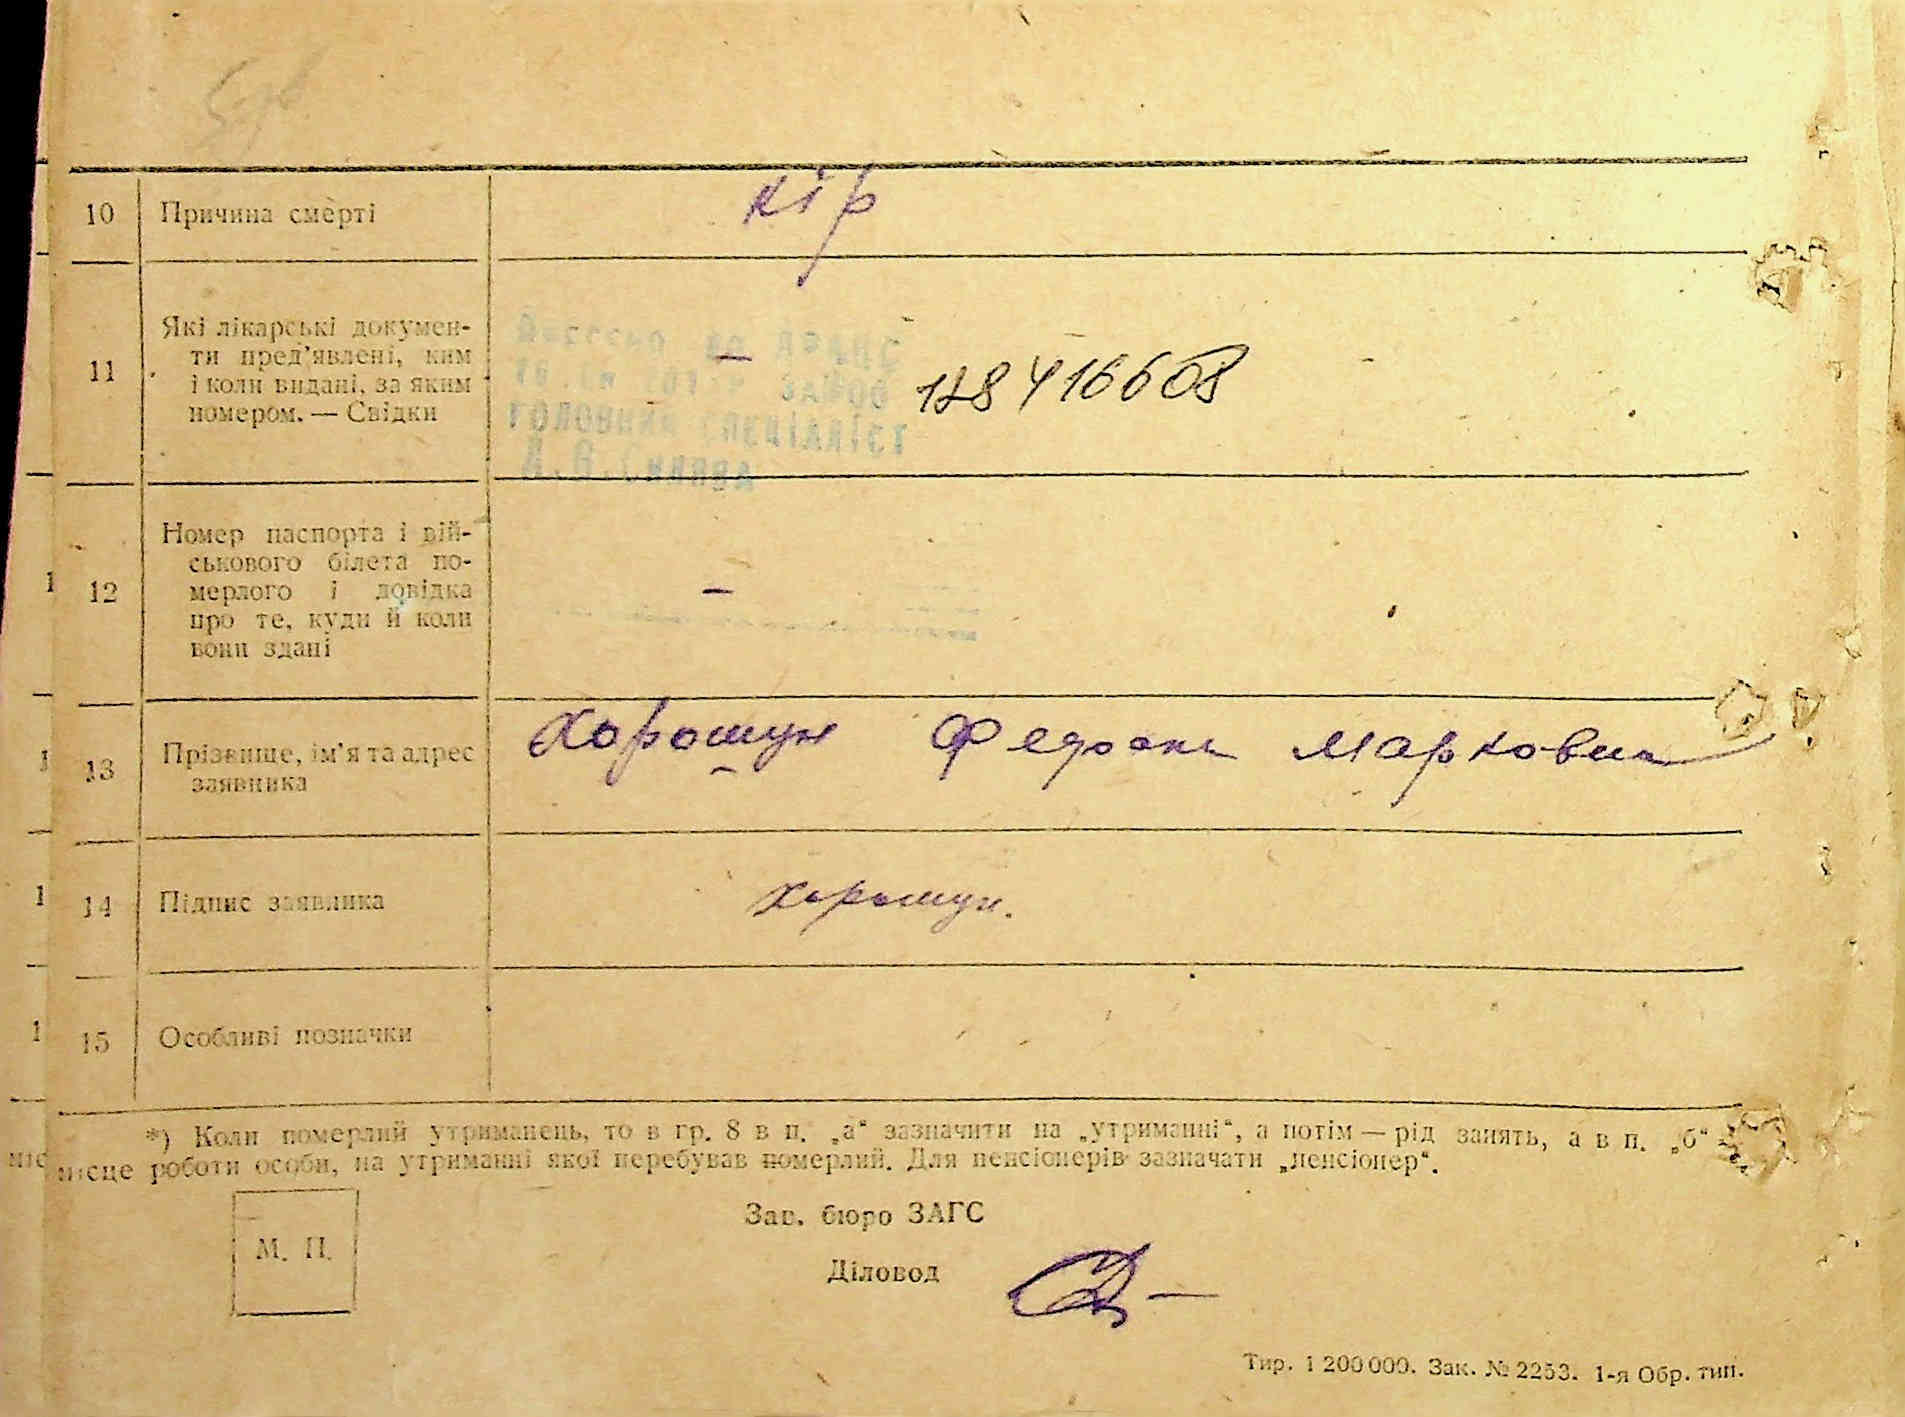 10 Причина смерті кір
11 Які лікарські докумен-
ти пред'явлені, ким
і коли видані, за яким
номером. — Свідки
—
ГОЛОВНИЙ СПЕЦІАЛІСТ
12 Номер паспорта і вій-
ськового білета по-
мерлого і довідка
про те, куди й коли
вони здані
—
13 Прізвище, ім'я та адрес
заявника
Хорошун Марковна
14 Підпис заявника Хорошун.
15 Особливі позначки
*) Коли померлий утриманець, то в гр. 8 в п. „а“ зазначити на „утриманні“, а потім — рід занять, а в п. „б“
місце роботи особи, на утриманні якої перебував померлий. Для пенсіонерів зазначати „пенсіонер“.
М. П.
Зав. бюро ЗАГС
Діловод
Тир. 1 200 000. Зак. № 2253. 1-я Обр. тип.